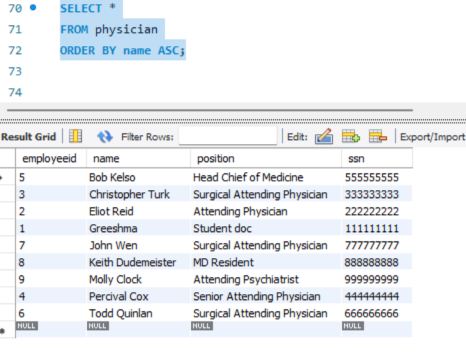 70 SELECT *
71 FROM physician
72 ORDER BY name ASC;
73
74
Result Grid Filter Rows: Edit: Export/Import
employeeid name position ssn
5 Bob Kelso Head Chief of Medicine 555555555
3 Christopher Turk Surgical Attending Physician 333333333
2 Eliot Reid Attending Physician 222222222
1 Greeshma Student doc 111111111
7 John Wen Surgical Attending Physician 777777777
8 Keith Dudemeister MD Resident 888888888
9 Molly Clock Attending Psychiatrist 999999999
4 Percival Cox Senior Attending Physician 444444444
6 Todd Quinlan Surgical Attending Physician 666666666
NULL NULL NULL NULL